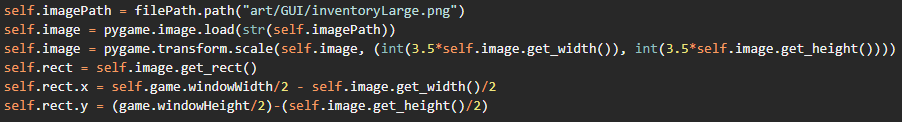 self.imagePath = filePath.path("art/GUI/inventoryLarge.png")
self.image = pygame.image.load(str(self.imagePath))
self.image = pygame.transform.scale(self.image, (int(3.5*self.image.get_width()), int(3.5*self.image.get_height())))
self.rect = self.image.get_rect()
self.rect.x = self.game.windowWidth/2 - self.image.get_width()/2
self.rect.y = (game.windowHeight/2)-(self.image.get_height()/2)